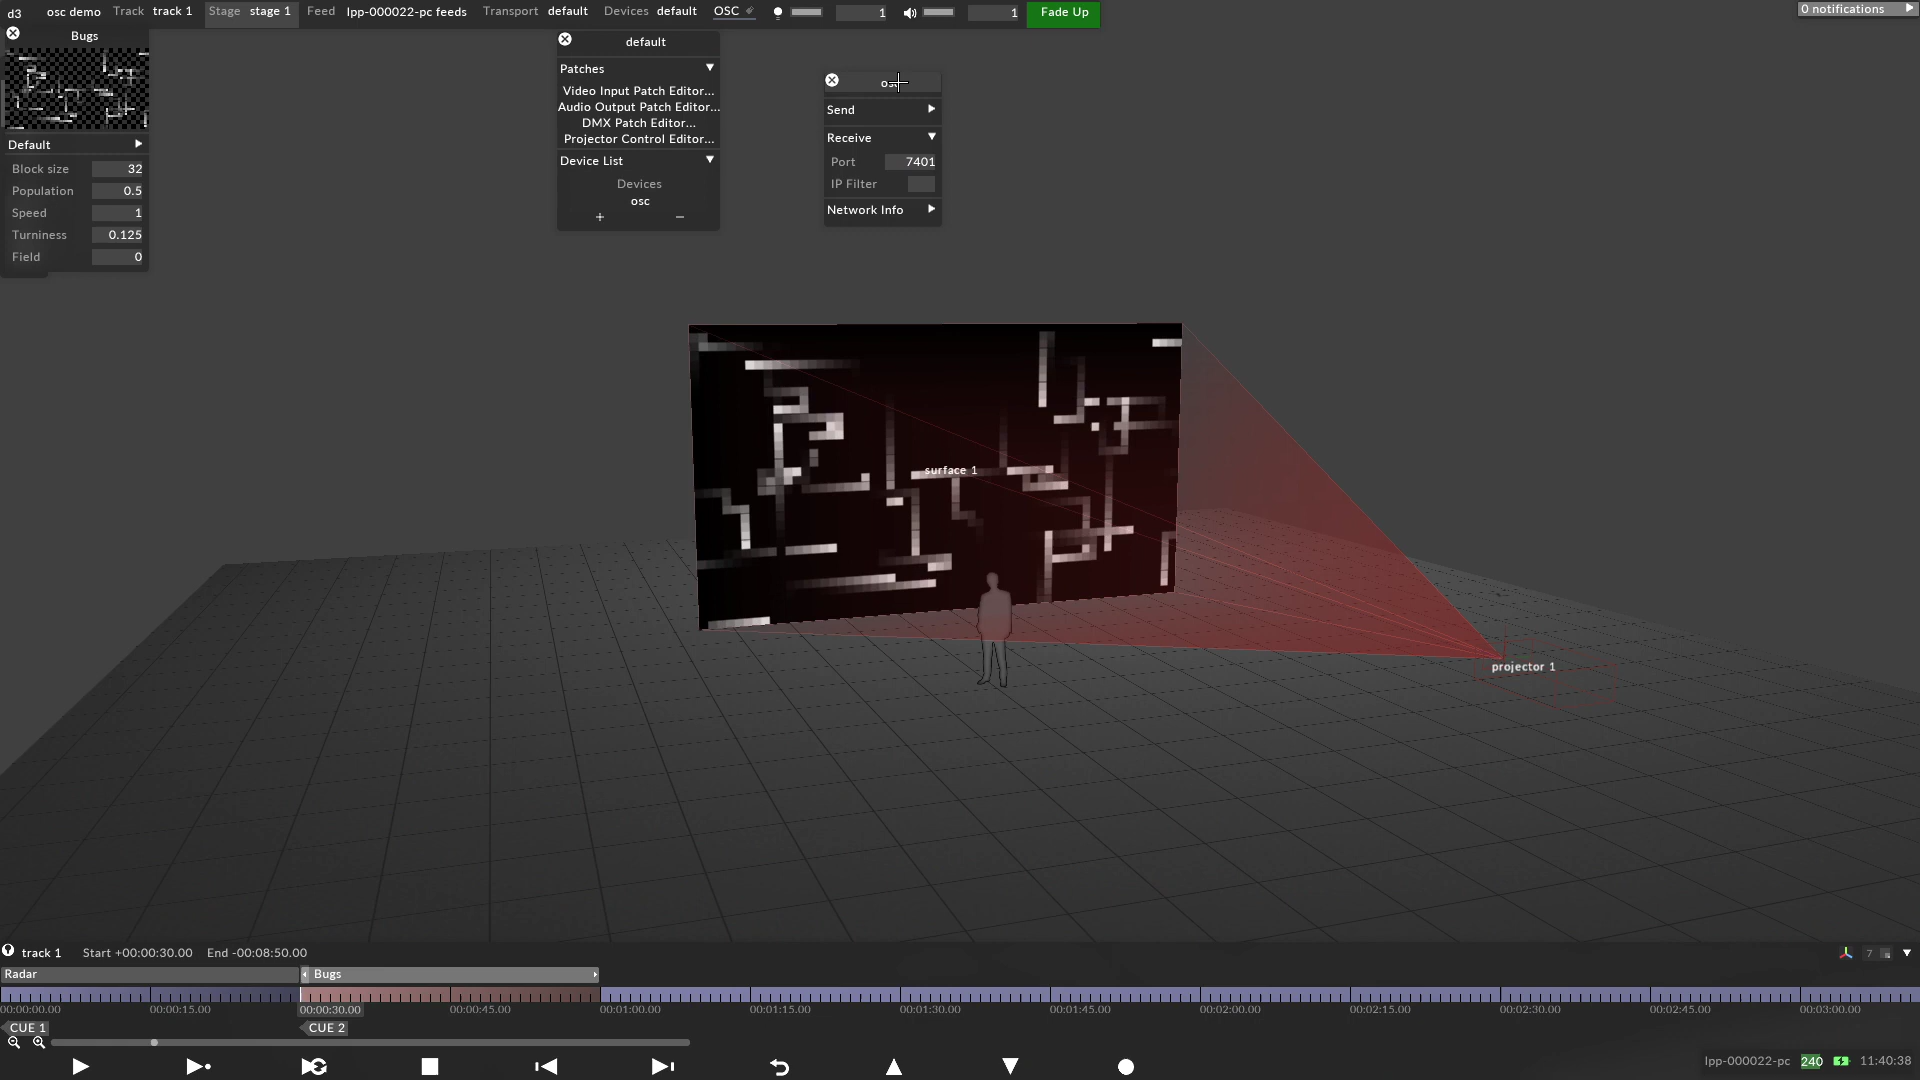 d3 osc demo Track track 1 Stage stage 1 Feed lpp-000022-pc feeds Transport default Devices default OSC 1 1 Fade Up 0 notifications
Bugs
Default
Block size 32
Population 0.5
Speed 1
Turniness 0.125
Field 0
default
Patches
Video Input Patch Editor...
Audio Output Patch Editor...
DMX Patch Editor...
Projector Control Editor...
Device List
Devices
osc
+ −
Send
Receive
Port 7401
IP Filter
Network Info
surface 1
projector 1
track 1 Start +00:00:30.00 End -00:08:50.00 7
Radar Bugs
00:00:00.00 00:00:15.00 00:00:30.00 00:00:45.00 00:01:00.00 00:01:15.00 00:01:30.00 00:01:45.00 00:02:00.00 00:02:15.00 00:02:30.00 00:02:45.00 00:03:00.00
CUE 1 CUE 2
lpp-000022-pc 240 11:40:38